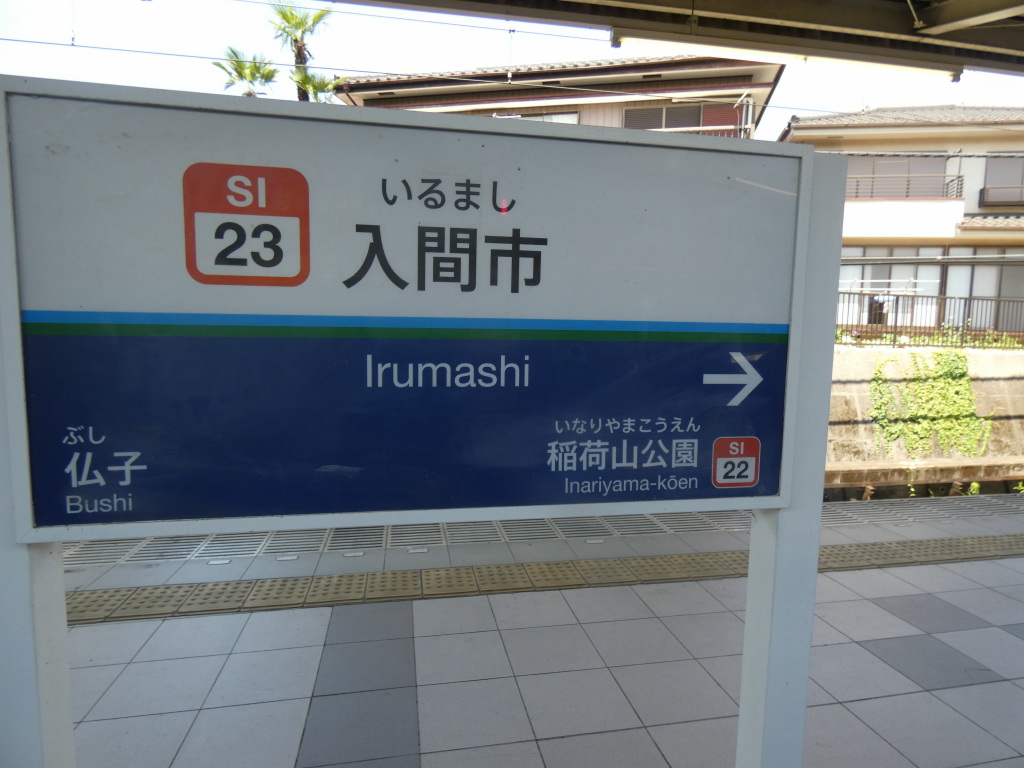 SI
23
いるまし
入間市
Irumashi
→
ぶし
仏子
Bushi
いなりやまこうえん
稲荷山公園
Inariyama-kōen
SI
22